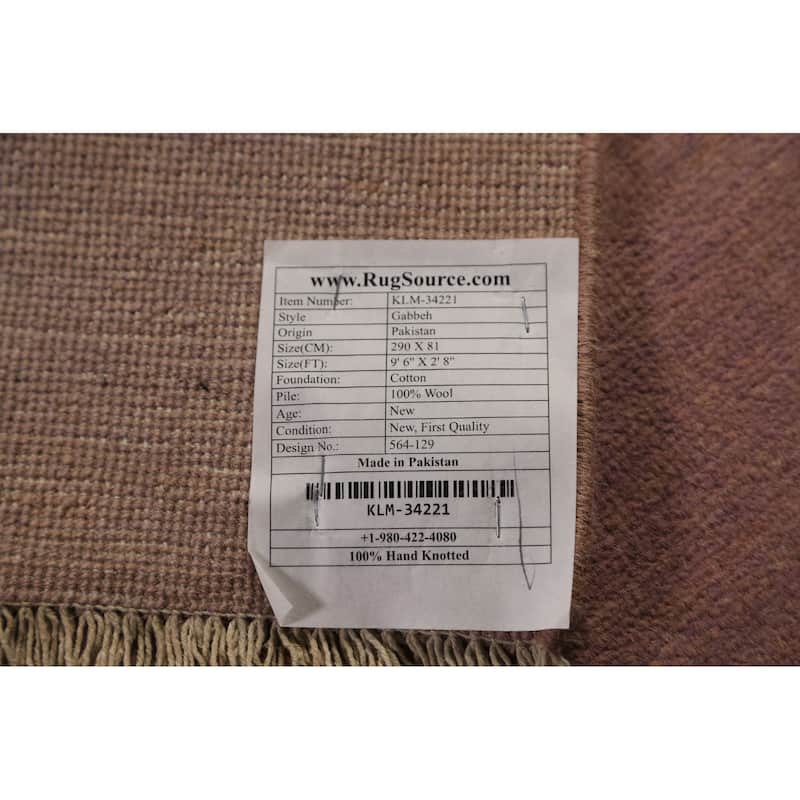 www.RugSource.com
Item Number: KLM-34221
Style Gabbeh
Origin Pakistan
Size(CM): 290 X 81
Size(FT): 9' 6" X 2' 8"
Foundation: Cotton
Pile: 100% Wool
Age: New
Condition: New, First Quality
Design No.: 564-129
Made in Pakistan
KLM-34221
+1-980-422-4080
100% Hand Knotted